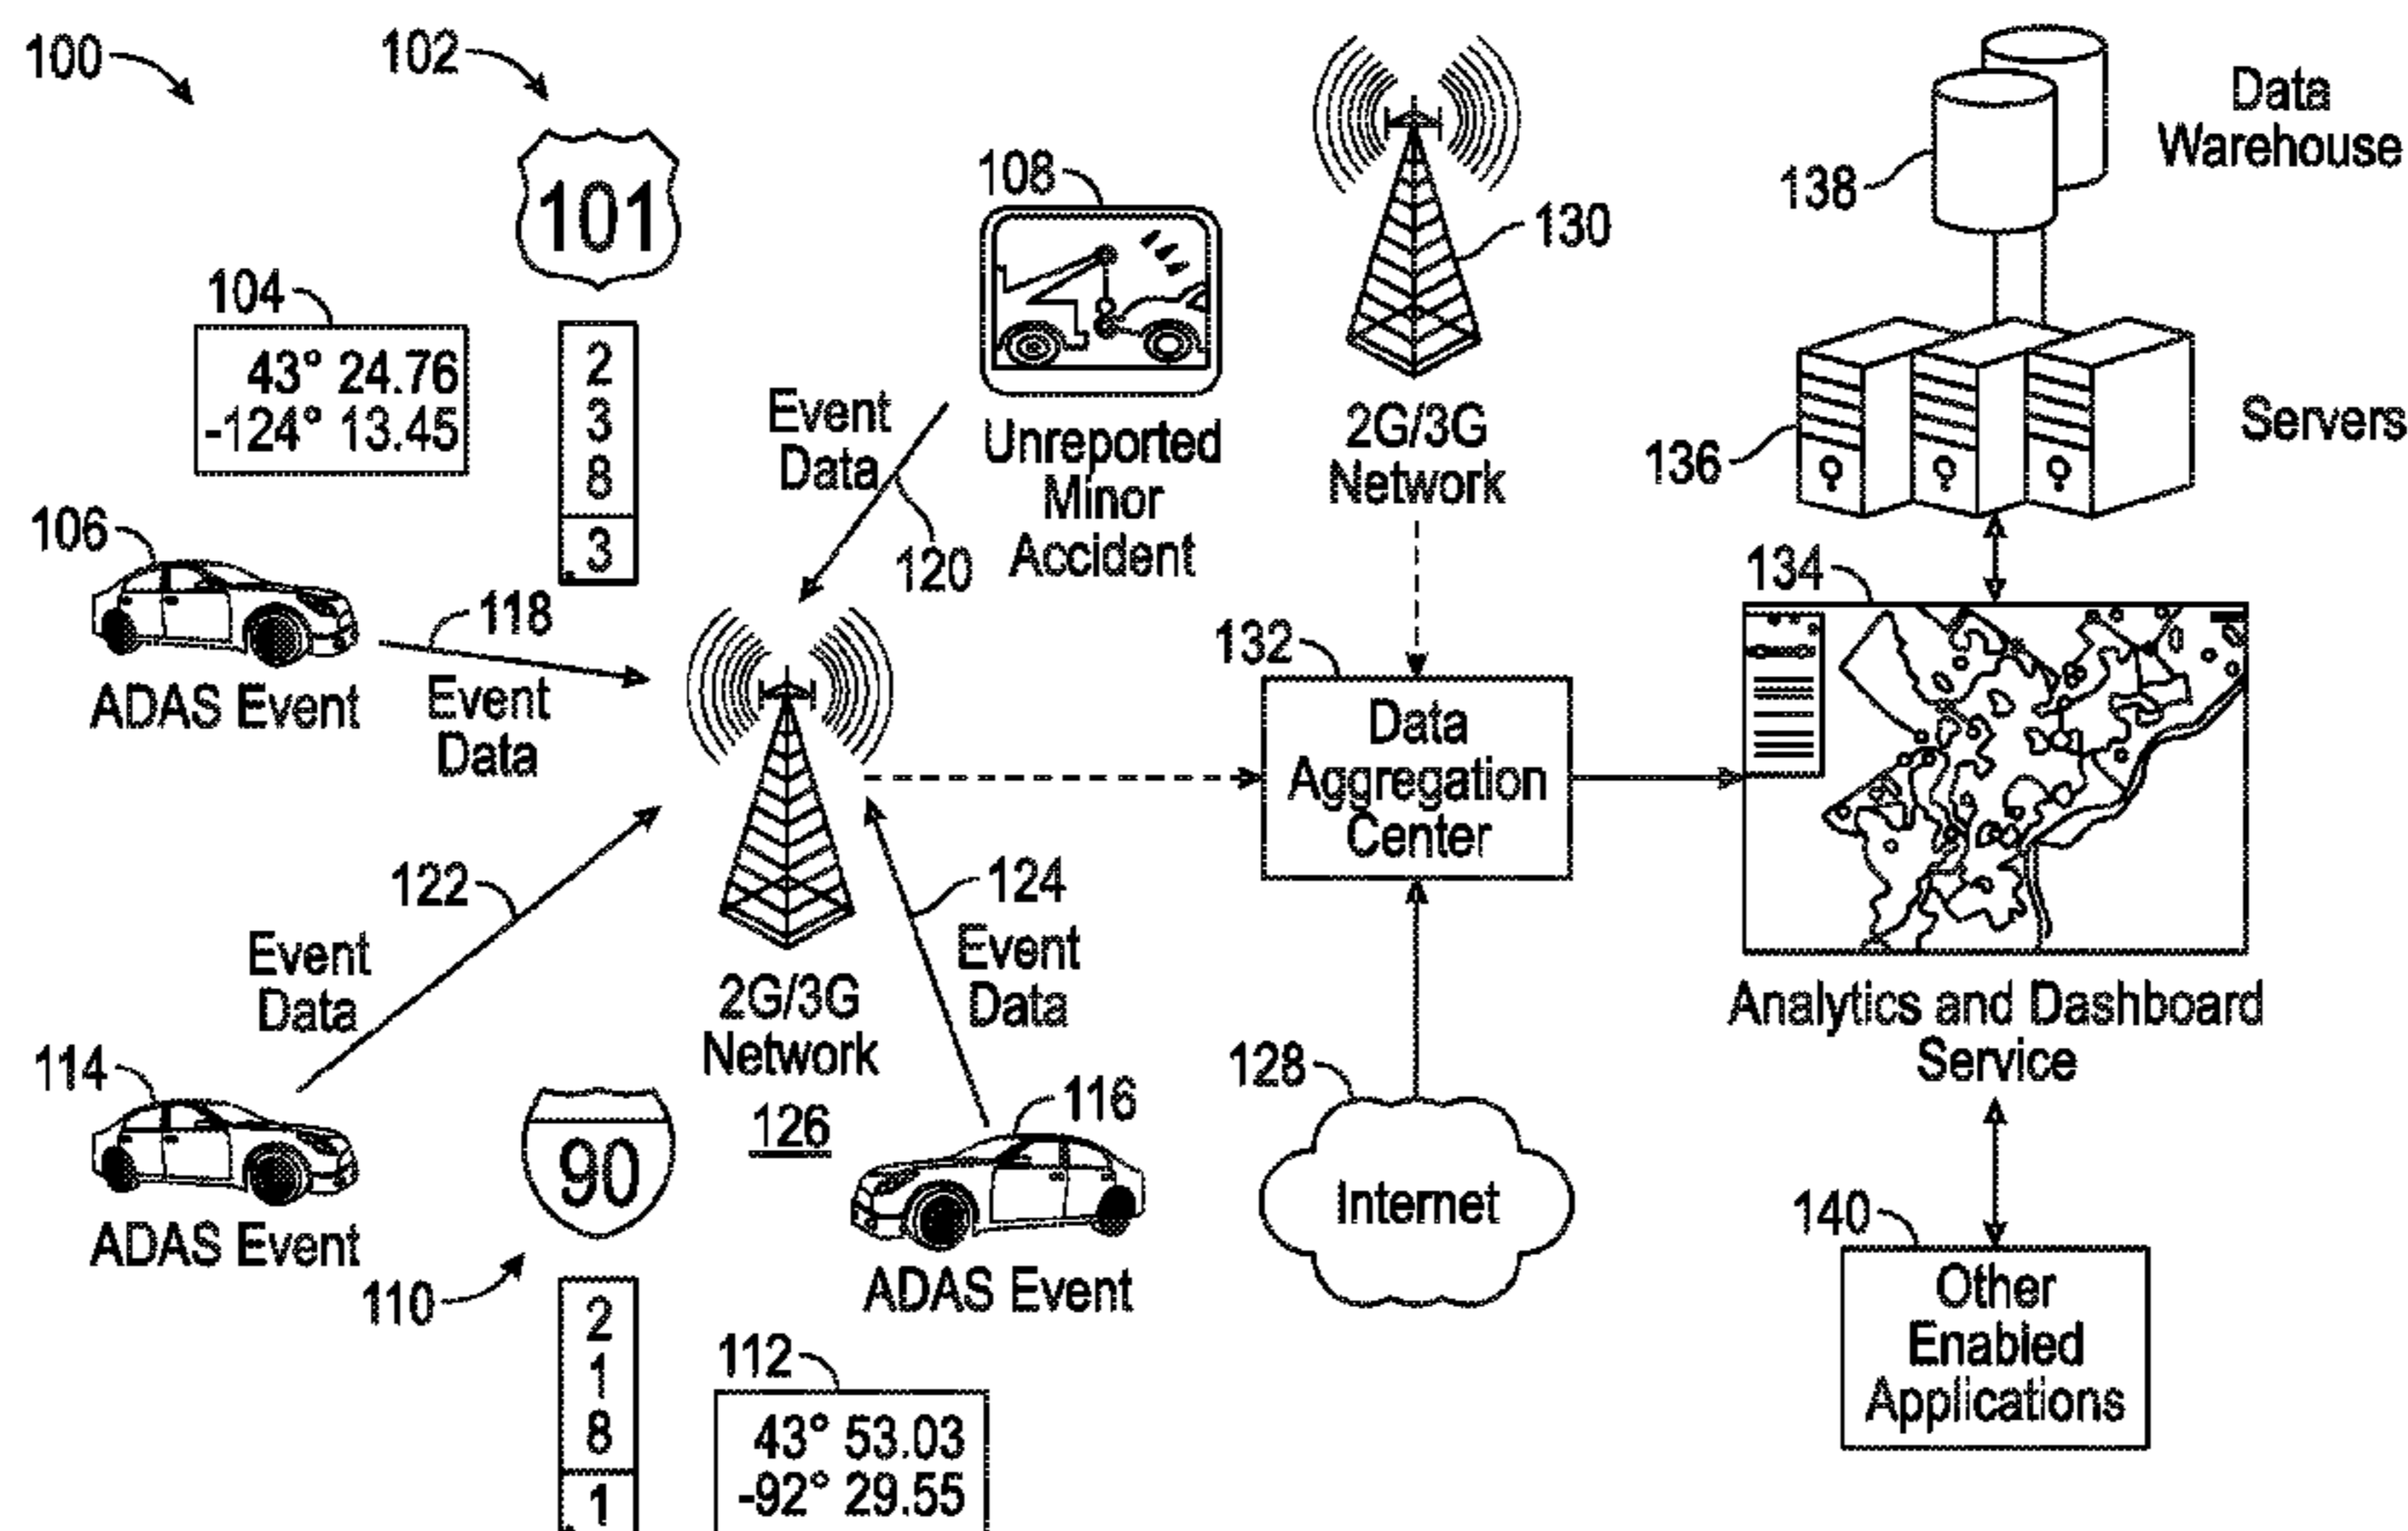 100
102
101
104
43° 24.76
-124° 13.45
2
3
8
3
106
ADAS Event
118
Event
Data
108
Unreported
Minor
Accident
Event
Data
120
130
2G/3G
Network
138
Data
Warehouse
136
Servers
134
Analytics and Dashboard
Service
132
Data
Aggregation
Center
2G/3G
Network
126
122
Event
Data
124
Event
Data
114
ADAS Event
90
110
116
ADAS Event
128
Internet
140
Other
Enabled
Applications
2
1
8
1
112
43° 53.03
-92° 29.55